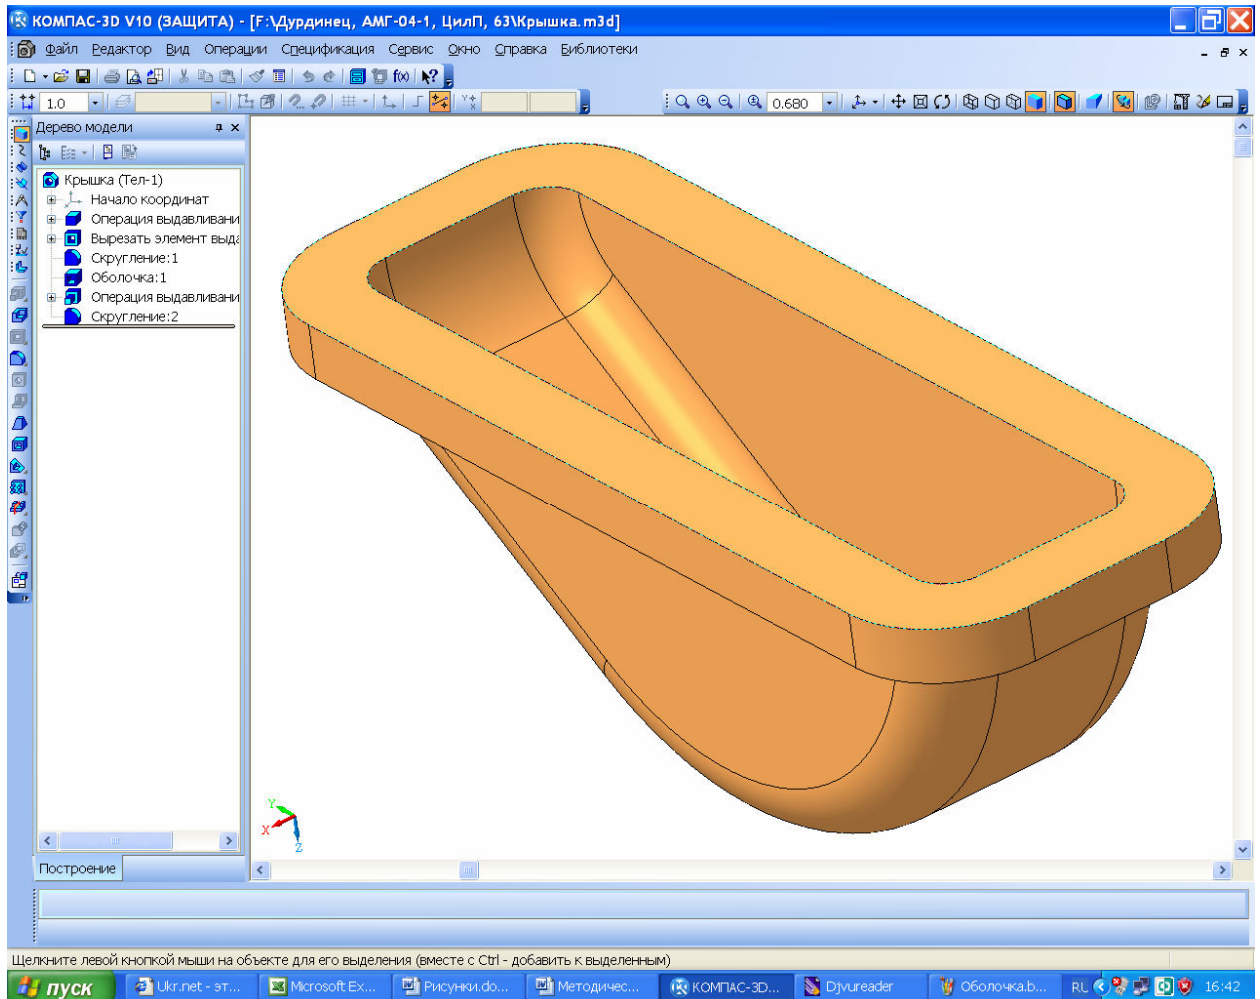 КОМПАС-3D V10 (ЗАЩИТА) - [F:\Дурдинец, АМГ-04-1, ЦилП, 63\Крышка.m3d]
Файл Редактор Вид Операции Спецификация Сервис Окно Справка Библиотеки
f(x)
1.0 0.680
Дерево модели
Крышка (Тел-1)
Начало координат
Операция выдавливани
Вырезать элемент выда
Скругление:1
Оболочка:1
Операция выдавливани
Скругление:2
Y
X
Z
Построение
Щелкните левой кнопкой мыши на объекте для его выделения (вместе с Ctrl - добавить к выделенным)
пуск Ukr.net - эт... Microsoft Ex... Рисунки.do... Методичес... КОМПАС-3D... Djvureader Оболочка.b... RU 16:42